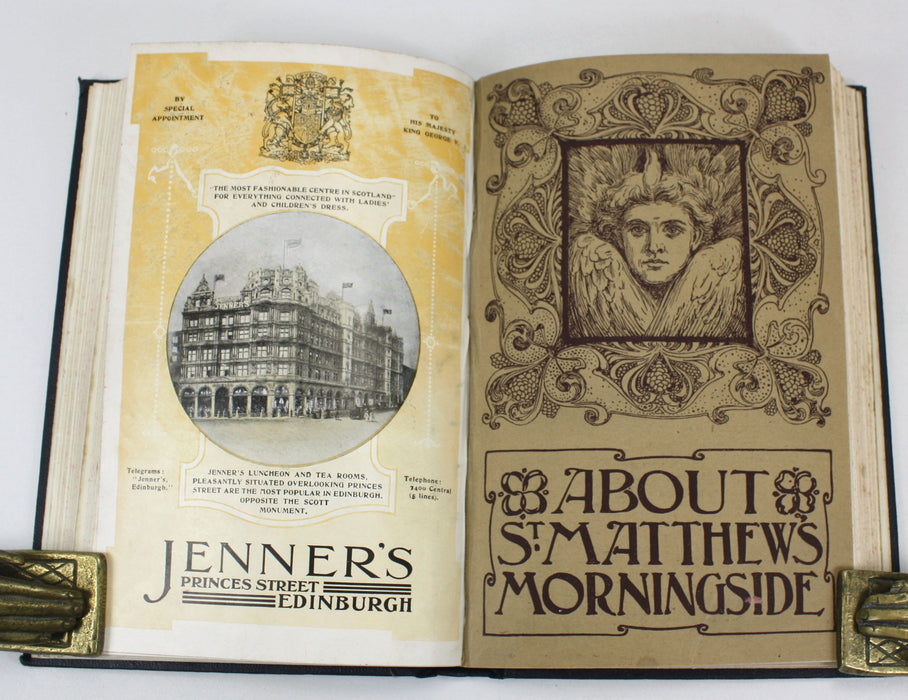 BY
SPECIAL
APPOINTMENT
TO
HIS MAJESTY
KING GEORGE V.
"THE MOST FASHIONABLE CENTRE IN SCOTLAND"
FOR EVERYTHING CONNECTED WITH LADIES'
AND CHILDREN'S DRESS.
JENNER'S
JENNER'S LUNCHEON AND TEA ROOMS,
PLEASANTLY SITUATED OVERLOOKING PRINCES
STREET ARE THE MOST POPULAR IN EDINBURGH.
OPPOSITE THE SCOTT
MONUMENT.
Telegrams:
"Jenner's,
Edinburgh."
Telephone:
7400 Central
(5 lines).
JENNER'S
PRINCES STREET
EDINBURGH
ABOUT
ST. MATTHEW'S
MORNINGSIDE